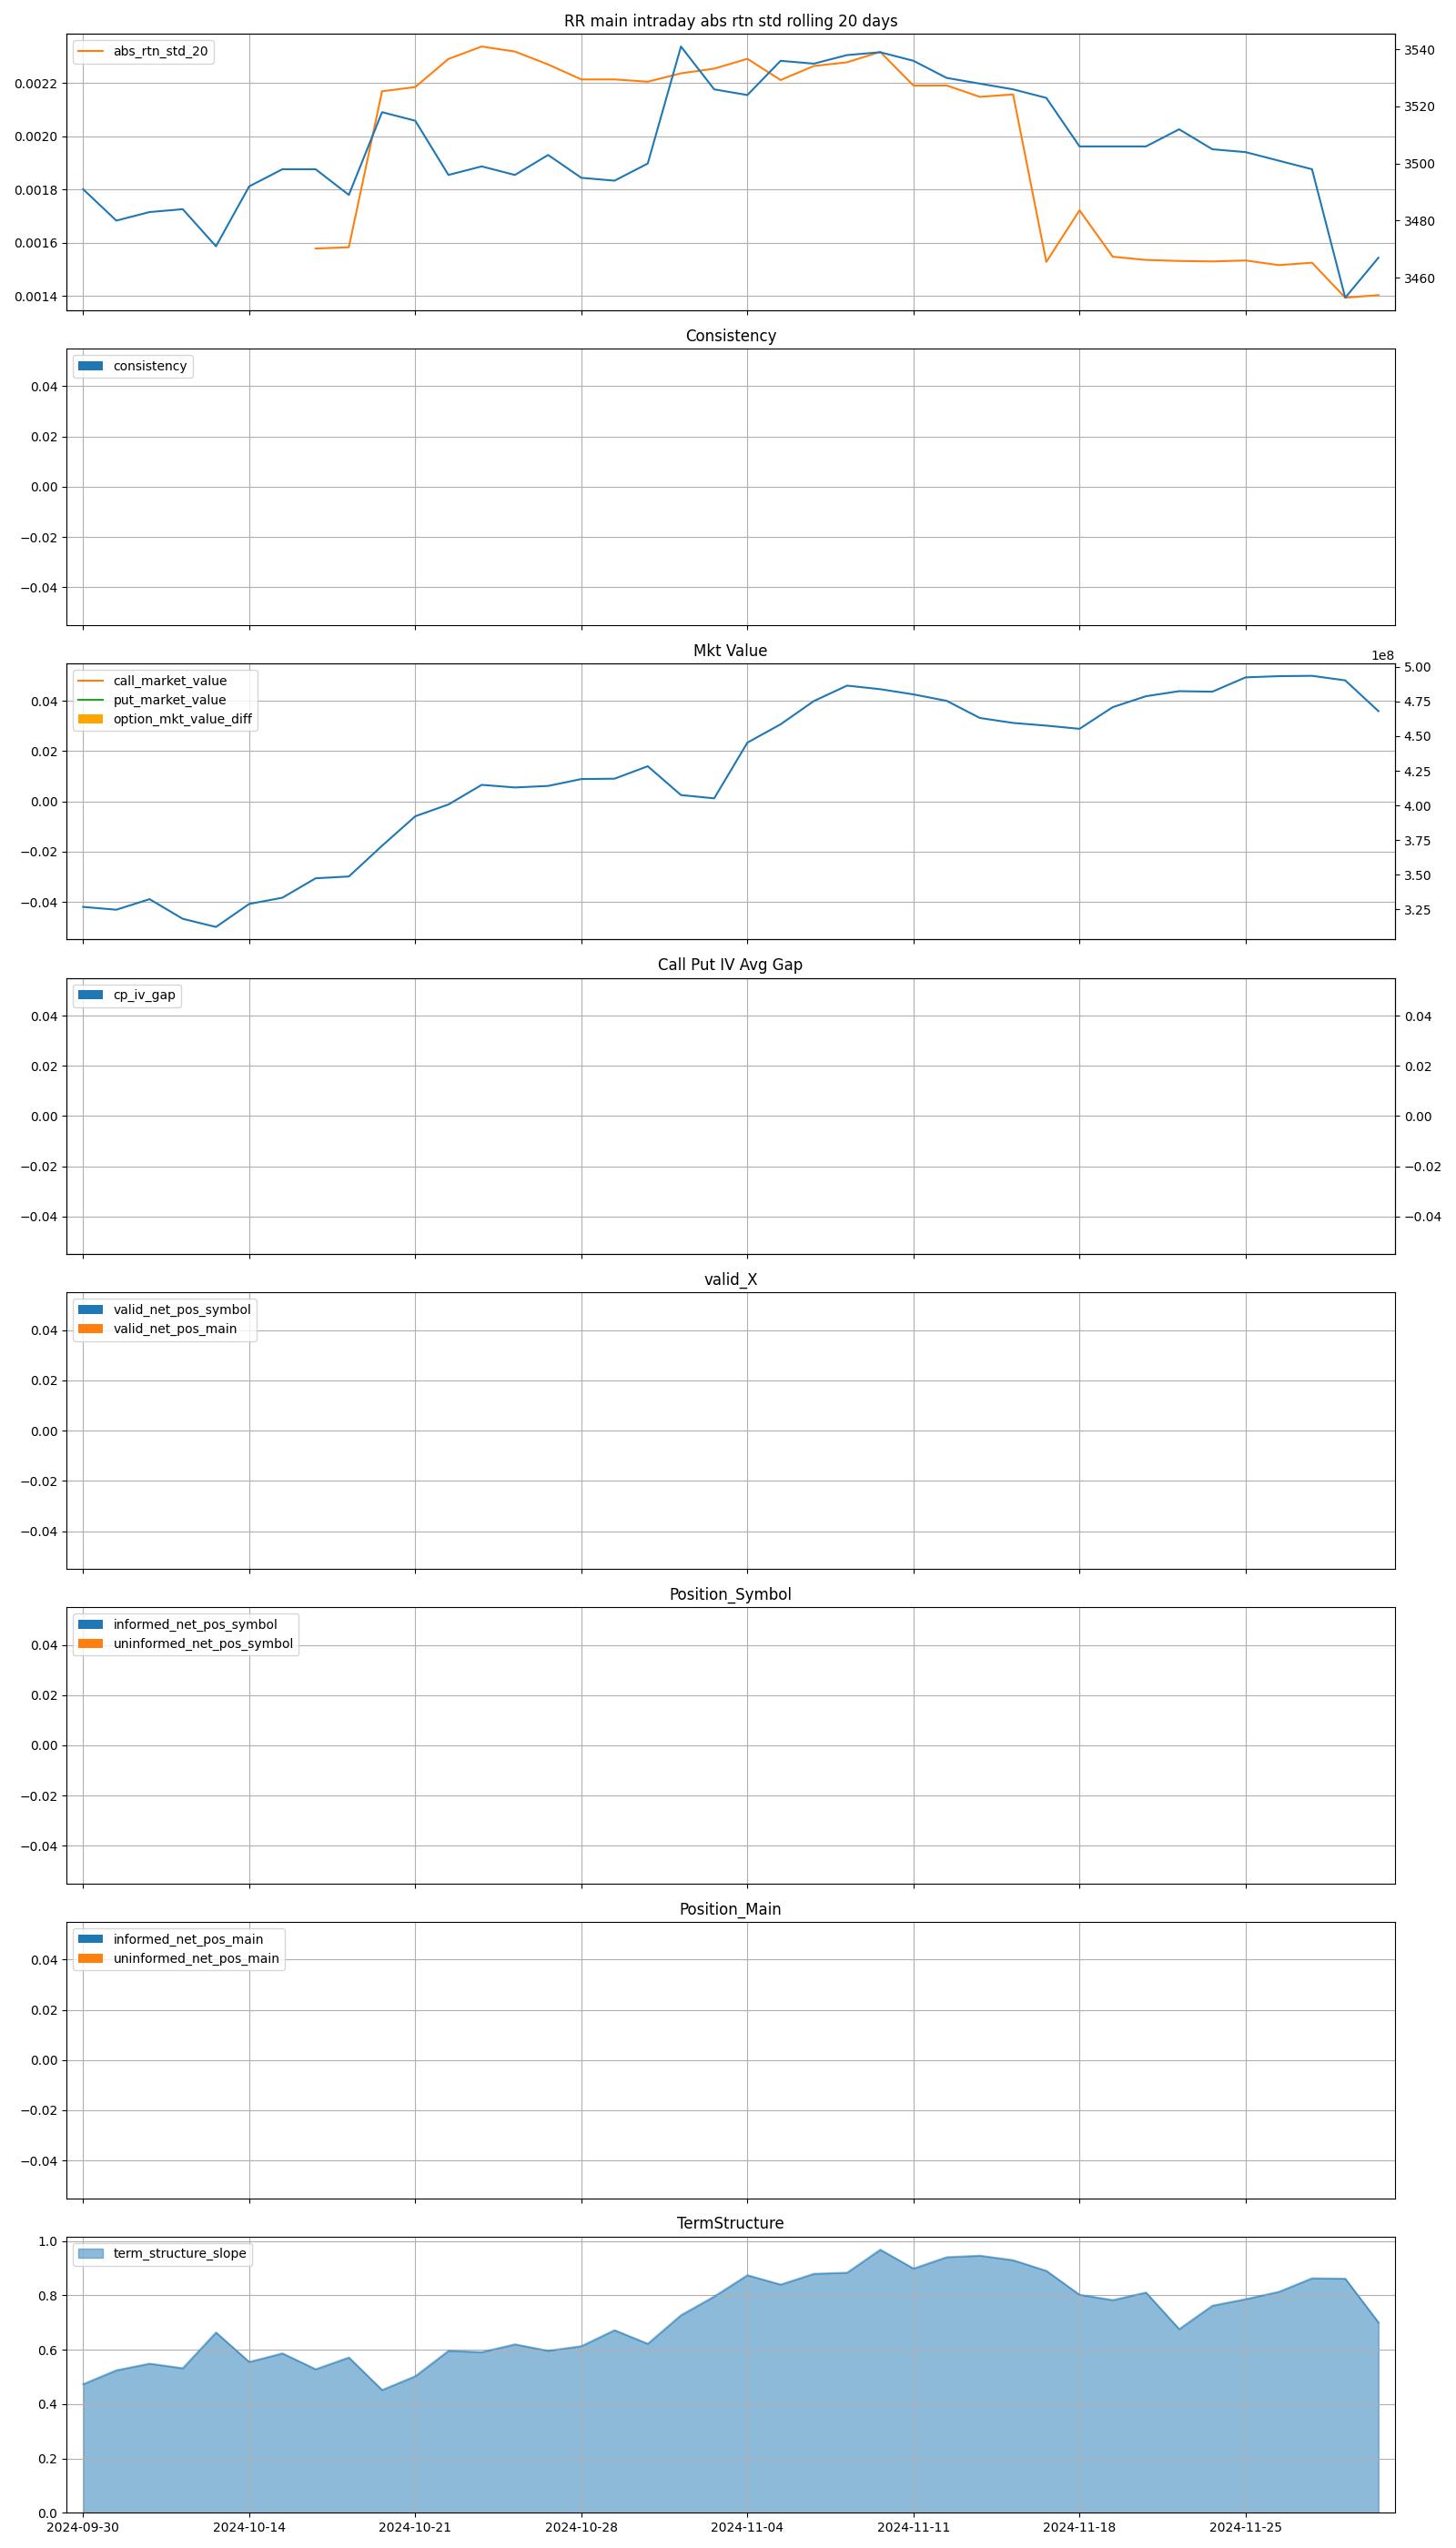 RR main intraday abs rtn std rolling 20 days
abs_rtn_std_20
0.0022
0.0020
0.0018
0.0016
0.0014
3540
3520
3500
3480
3460
Consistency
consistency
0.04
0.02
0.00
−0.02
−0.04
Mkt Value
1e8
call_market_value
put_market_value
option_mkt_value_diff
0.04
0.02
0.00
−0.02
−0.04
5.00
4.75
4.50
4.25
4.00
3.75
3.50
3.25
Call Put IV Avg Gap
cp_iv_gap
0.04
0.02
0.00
−0.02
−0.04
0.04
0.02
0.00
−0.02
−0.04
valid_X
valid_net_pos_symbol
valid_net_pos_main
0.04
0.02
0.00
−0.02
−0.04
Position_Symbol
informed_net_pos_symbol
uninformed_net_pos_symbol
0.04
0.02
0.00
−0.02
−0.04
Position_Main
informed_net_pos_main
uninformed_net_pos_main
0.04
0.02
0.00
−0.02
−0.04
TermStructure
term_structure_slope
1.0
0.8
0.6
0.4
0.2
0.0
2024-09-30 2024-10-14 2024-10-21 2024-10-28 2024-11-04 2024-11-11 2024-11-18 2024-11-25